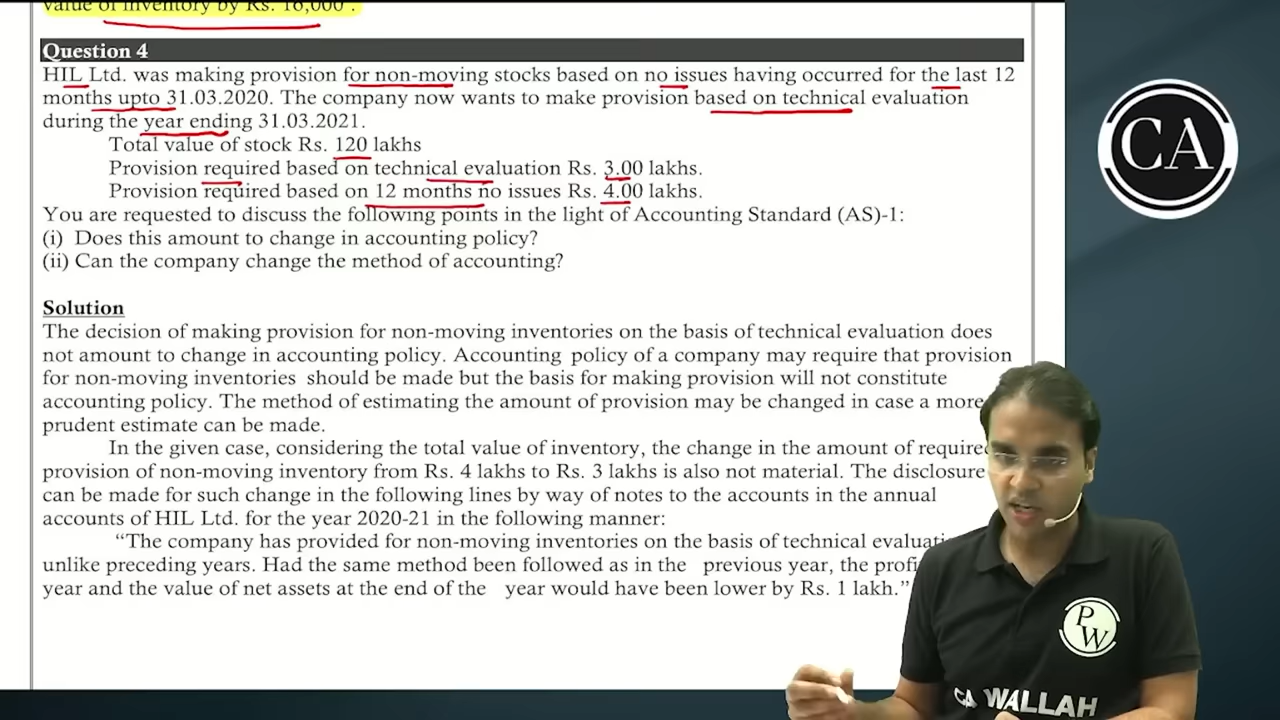 value of inventory by Rs. 16,000".
Question 4
HIL Ltd. was making provision for non-moving stocks based on no issues having occurred for the last 12
months upto 31.03.2020. The company now wants to make provision based on technical evaluation
during the year ending 31.03.2021.
Total value of stock Rs. 120 lakhs
Provision required based on technical evaluation Rs. 3.00 lakhs.
Provision required based on 12 months no issues Rs. 4.00 lakhs.
You are requested to discuss the following points in the light of Accounting Standard (AS)-1:
(i) Does this amount to change in accounting policy?
(ii) Can the company change the method of accounting?
Solution
The decision of making provision for non-moving inventories on the basis of technical evaluation does
not amount to change in accounting policy. Accounting policy of a company may require that provision
for non-moving inventories should be made but the basis for making provision will not constitute
accounting policy. The method of estimating the amount of provision may be changed in case a more
prudent estimate can be made.
In the given case, considering the total value of inventory, the change in the amount of require
provision of non-moving inventory from Rs. 4 lakhs to Rs. 3 lakhs is also not material. The disclosure
can be made for such change in the following lines by way of notes to the accounts in the annual
accounts of HIL Ltd. for the year 2020-21 in the following manner:
"The company has provided for non-moving inventories on the basis of technical evaluati
unlike preceding years. Had the same method been followed as in the previous year, the profi
year and the value of net assets at the end of the year would have been lower by Rs. 1 lakh."
CA
PW
CA WALLAH